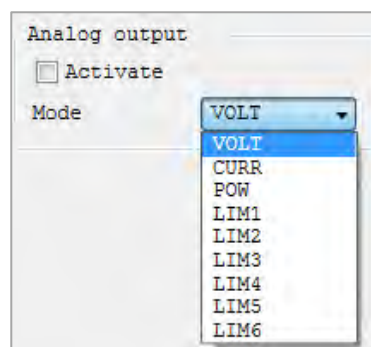 Analog output
Activate
Mode VOLT
VOLT
CURR
POW
LIM1
LIM2
LIM3
LIM4
LIM5
LIM6